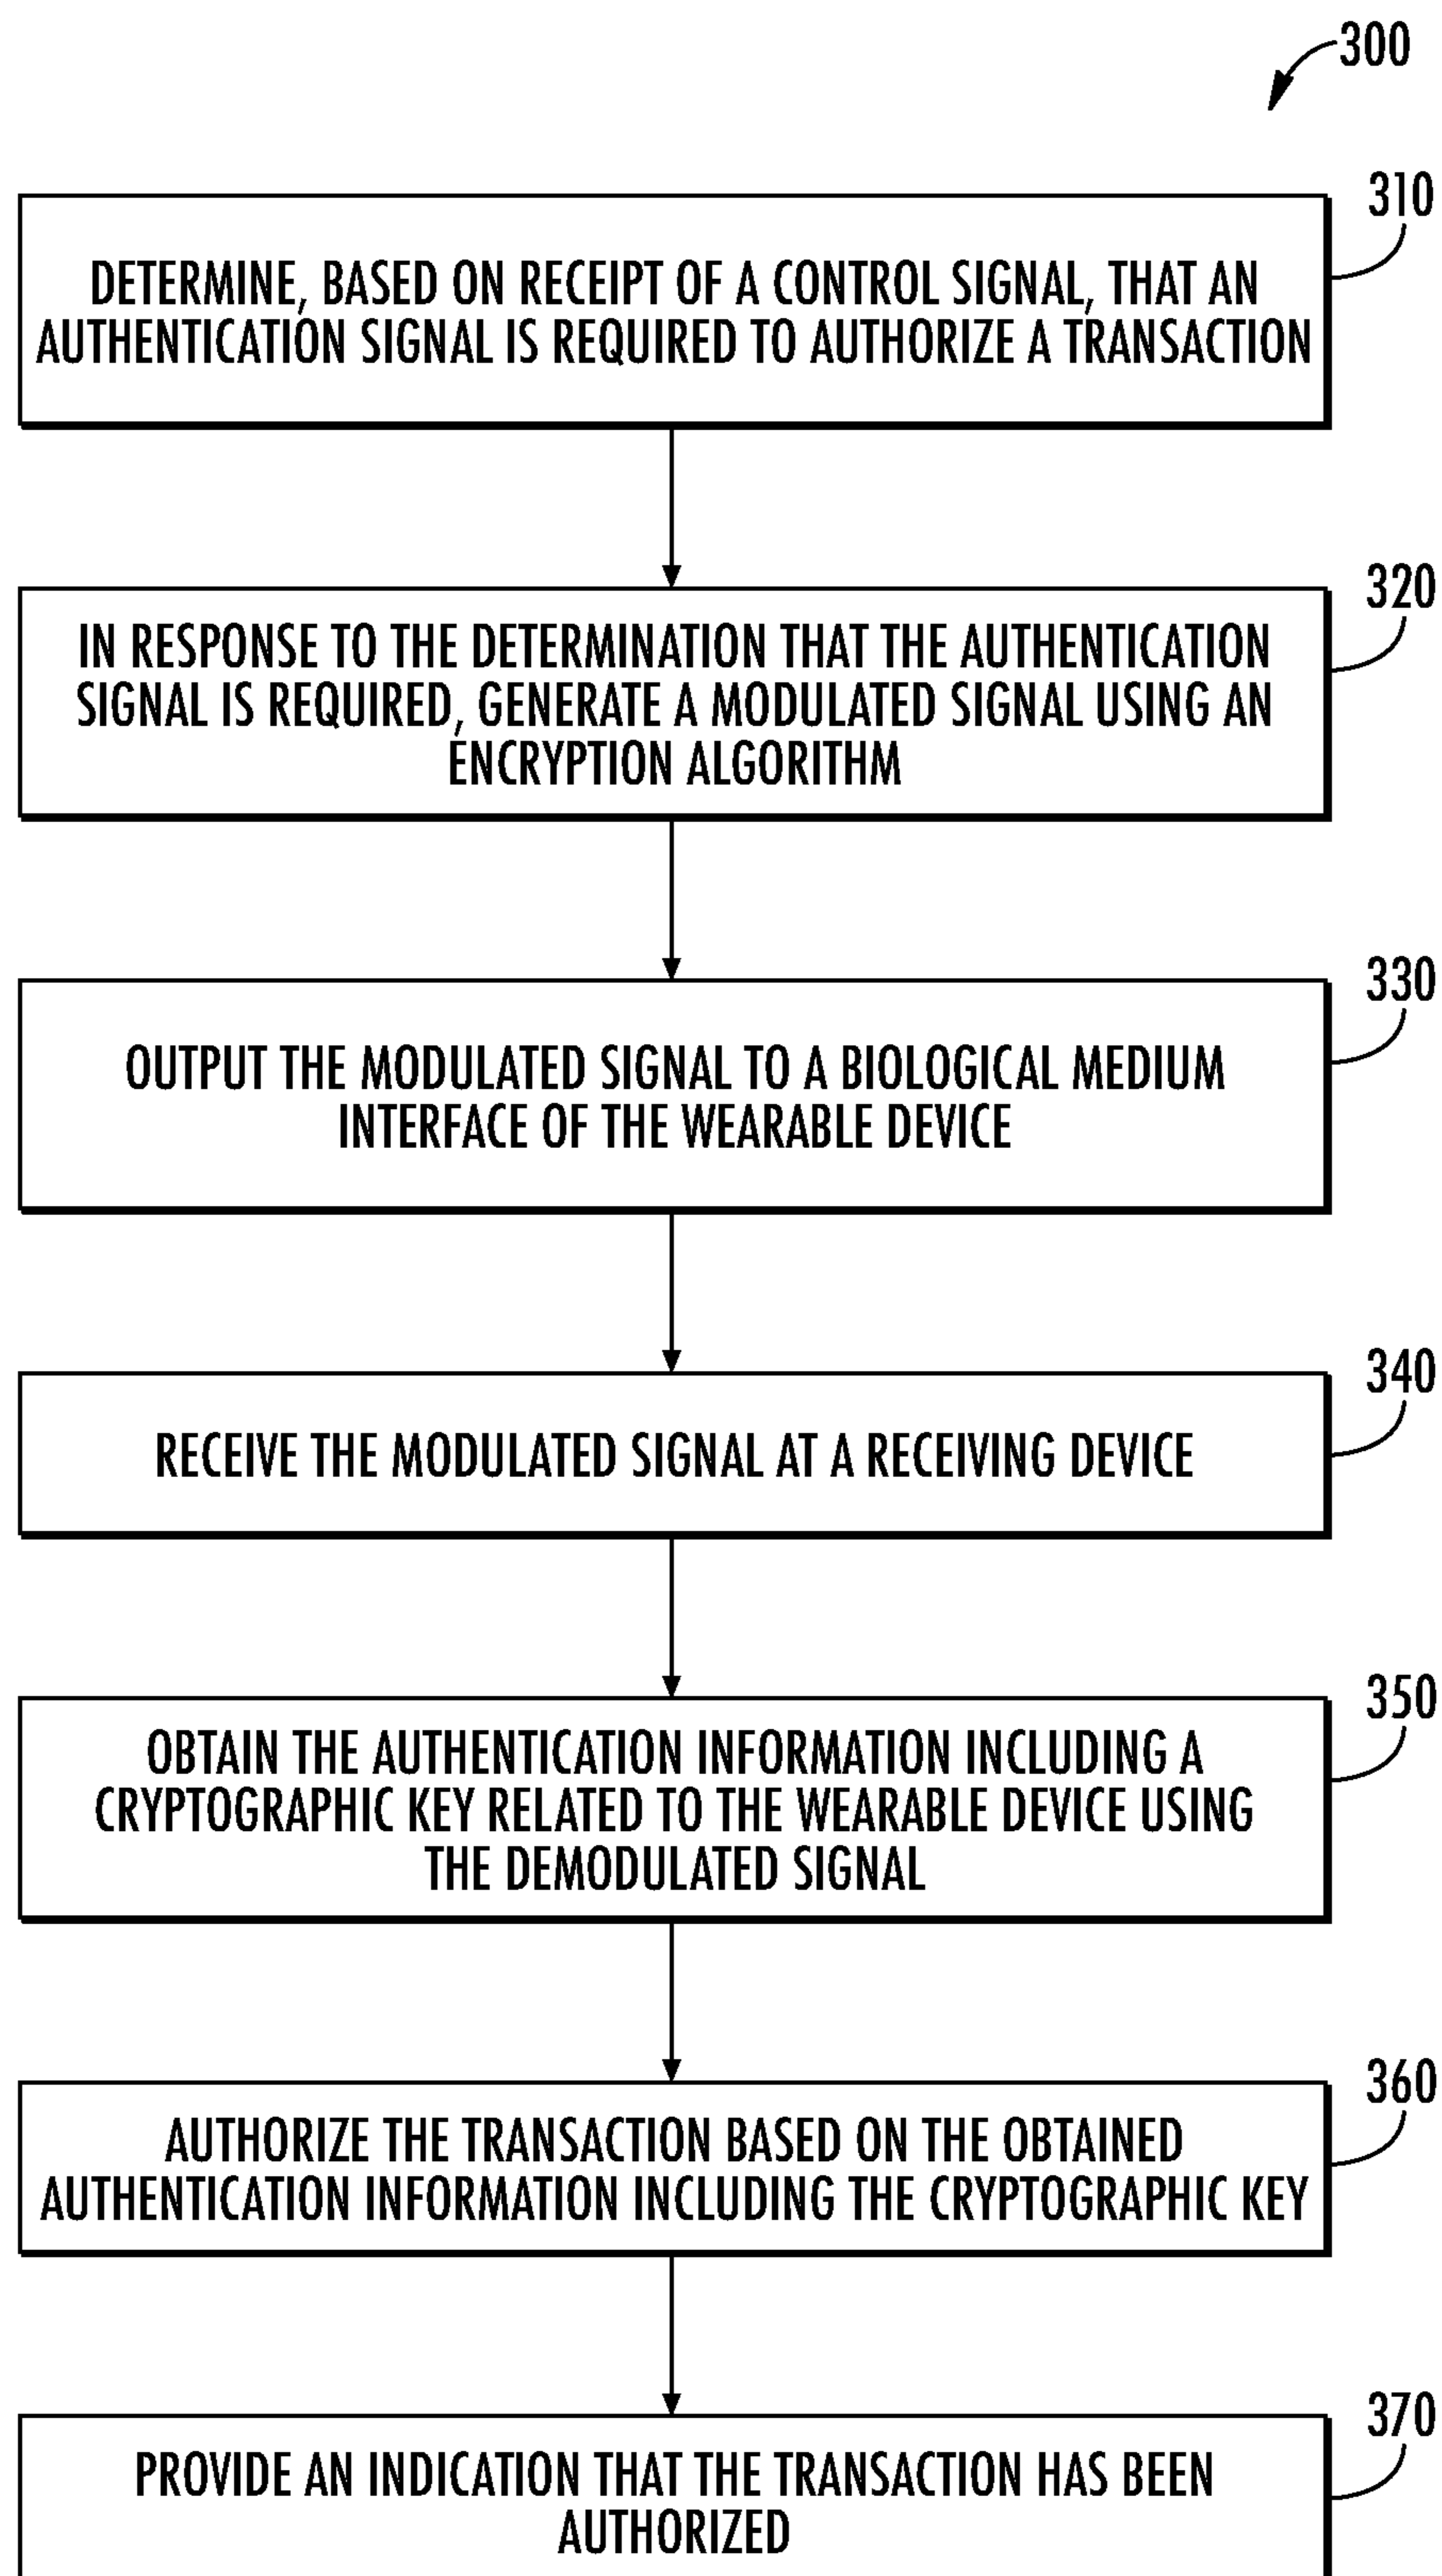 300
310
DETERMINE, BASED ON RECEIPT OF A CONTROL SIGNAL, THAT AN
AUTHENTICATION SIGNAL IS REQUIRED TO AUTHORIZE A TRANSACTION
320
IN RESPONSE TO THE DETERMINATION THAT THE AUTHENTICATION
SIGNAL IS REQUIRED, GENERATE A MODULATED SIGNAL USING AN
ENCRYPTION ALGORITHM
330
OUTPUT THE MODULATED SIGNAL TO A BIOLOGICAL MEDIUM
INTERFACE OF THE WEARABLE DEVICE
340
RECEIVE THE MODULATED SIGNAL AT A RECEIVING DEVICE
350
OBTAIN THE AUTHENTICATION INFORMATION INCLUDING A
CRYPTOGRAPHIC KEY RELATED TO THE WEARABLE DEVICE USING
THE DEMODULATED SIGNAL
360
AUTHORIZE THE TRANSACTION BASED ON THE OBTAINED
AUTHENTICATION INFORMATION INCLUDING THE CRYPTOGRAPHIC KEY
370
PROVIDE AN INDICATION THAT THE TRANSACTION HAS BEEN
AUTHORIZED